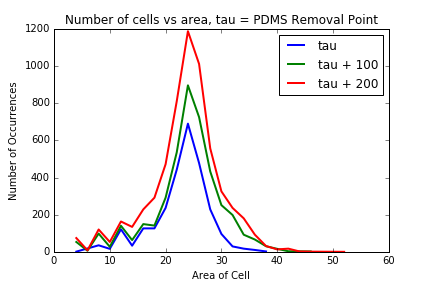 Number of cells vs area, tau = PDMS Removal Point
1200
1000
800
600
400
200
0
Number of Occurrences
tau
tau + 100
tau + 200
0 10 20 30 40 50 60
Area of Cell